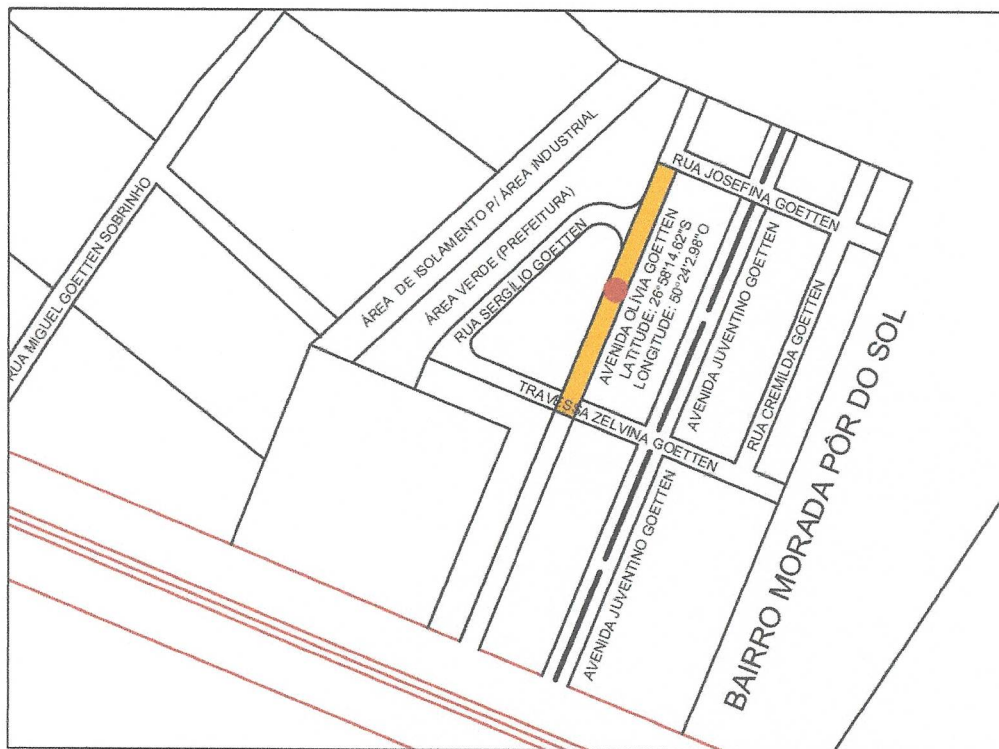 RUA MIGUEL GOETTEN SOBRINHO
ÁREA DE ISOLAMENTO P/ ÁREA INDUSTRIAL
ÁREA VERDE (PREFEITURA)
RUA SERGÍLIO GOETTEN
RUA JOSEFINA GOETTEN
AVENIDA OLÍVIA GOETTEN
LATITUDE: 26°58'14.62"S
LONGITUDE: 50°24'2.98"O
AVENIDA JUVENTINO GOETTEN
RUA CREMILDA GOETTEN
TRAVESSA ZELVINA GOETTEN
AVENIDA JUVENTINO GOETTEN
BAIRRO MORADA PÔR DO SOL